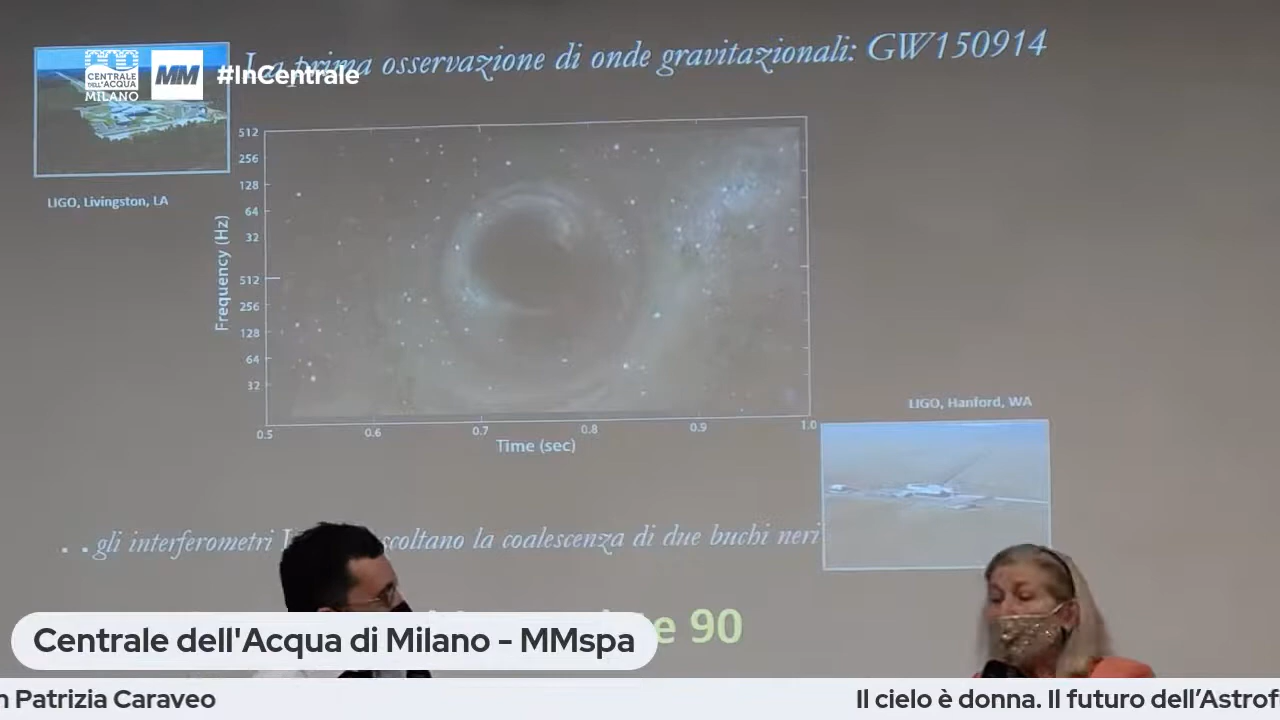 La prima osservazione di onde gravitazionali: GW150914
CENTRALE
DELL'ACQUA
MILANO
MM
#InCentrale
LIGO, Livingston, LA
Frequency (Hz)
512
256
128
64
32
512
256
128
64
32
0.5 0.6 0.7 0.8 0.9 1.0
Time (sec)
LIGO, Hanford, WA
. . gli interferometri
coltano la coalescenza di due buchi neri
e 90
Centrale dell'Acqua di Milano - MMspa
n Patrizia Caraveo
Il cielo è donna. Il futuro dell'Astrof